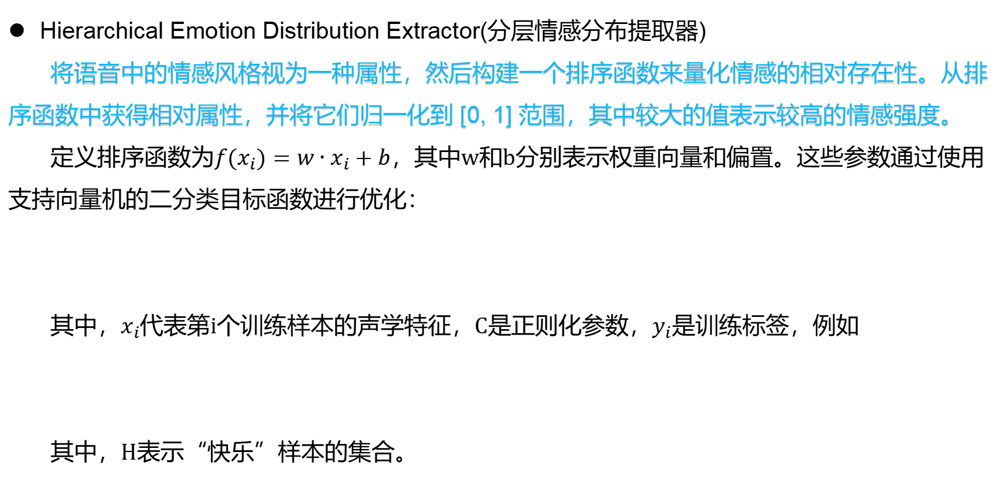 ● Hierarchical Emotion Distribution Extractor(分层情感分布提取器)
将语音中的情感风格视为一种属性，然后构建一个排序函数来量化情感的相对存在性。从排
序函数中获得相对属性，并将它们归一化到 [0, 1] 范围，其中较大的值表示较高的情感强度。
定义排序函数为f(xᵢ) = w · xᵢ + b，其中w和b分别表示权重向量和偏置。这些参数通过使用
支持向量机的二分类目标函数进行优化：
其中，xᵢ代表第i个训练样本的声学特征，C是正则化参数，yᵢ是训练标签，例如
其中，H表示“快乐”样本的集合。